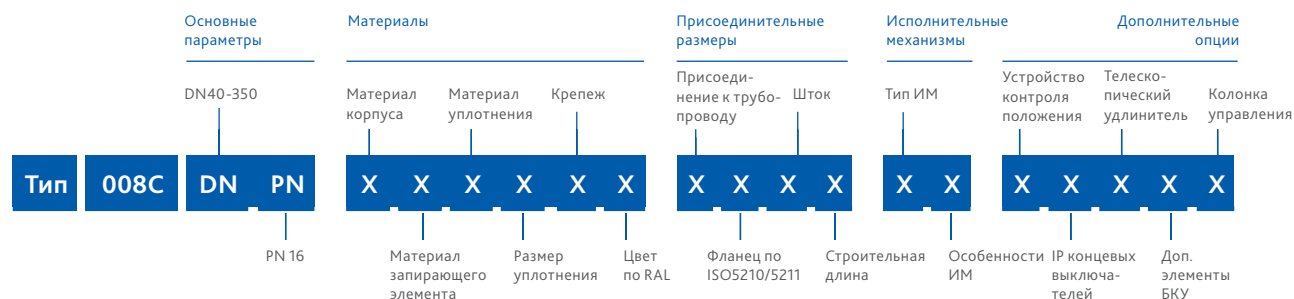 Основные
параметры
Материалы
Присоединительные
размеры
Исполнительные
механизмы
Дополнительные
опции
DN40-350
Материал
корпуса
Материал
уплотнения
Крепеж
Присоеди-
нение к трубо-
проводу
Шток
Тип ИМ
Устройство
контроля
положения
Телеско-
пический
удлинитель
Колонка
управления
Тип 008С DN PN X X X X X X X X X X X X X X X X X
PN 16
Материал
запирающего
элемента
Размер
уплотнения
Цвет
по RAL
Фланец по
ISO5210/5211
Строительная
длина
Особенности
ИМ
IP концевых
выключа-
телей
Доп.
элементы
БКУ